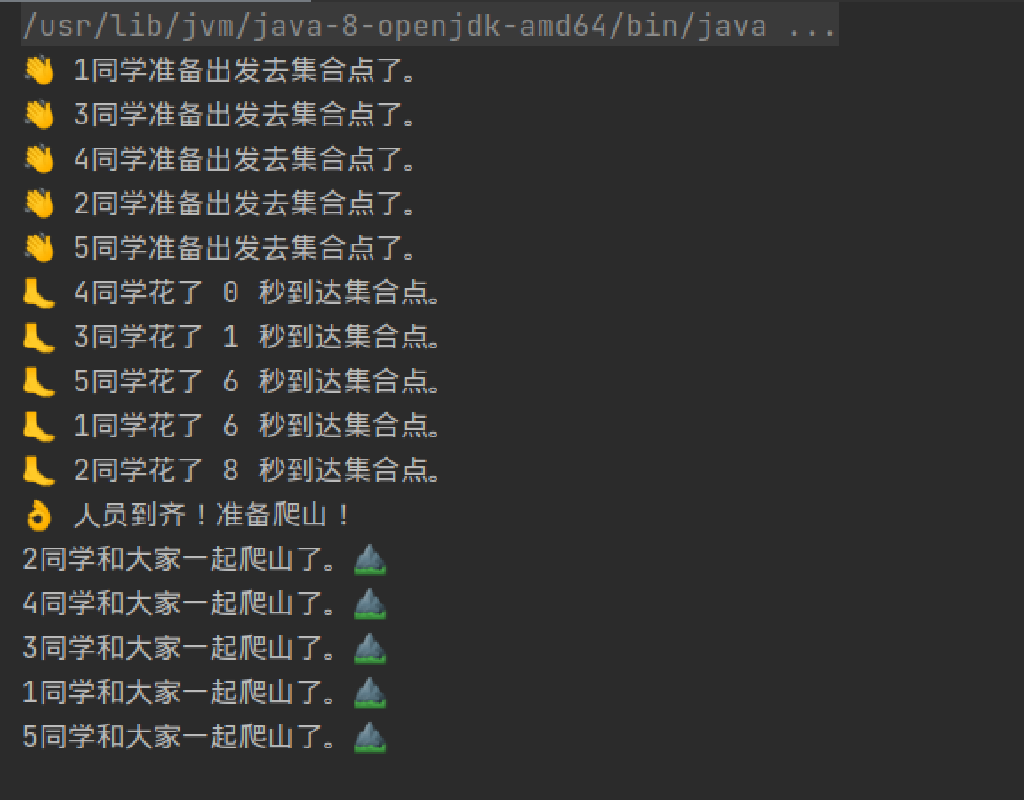 /usr/lib/jvm/java-8-openjdk-amd64/bin/java ...
👋 1同学准备出发去集合点了。
👋 3同学准备出发去集合点了。
👋 4同学准备出发去集合点了。
👋 2同学准备出发去集合点了。
👋 5同学准备出发去集合点了。
🦶 4同学花了 0 秒到达集合点。
🦶 3同学花了 1 秒到达集合点。
🦶 5同学花了 6 秒到达集合点。
🦶 1同学花了 6 秒到达集合点。
🦶 2同学花了 8 秒到达集合点。
👌 人员到齐！准备爬山！
2同学和大家一起爬山了。⛰
4同学和大家一起爬山了。⛰
3同学和大家一起爬山了。⛰
1同学和大家一起爬山了。⛰
5同学和大家一起爬山了。⛰